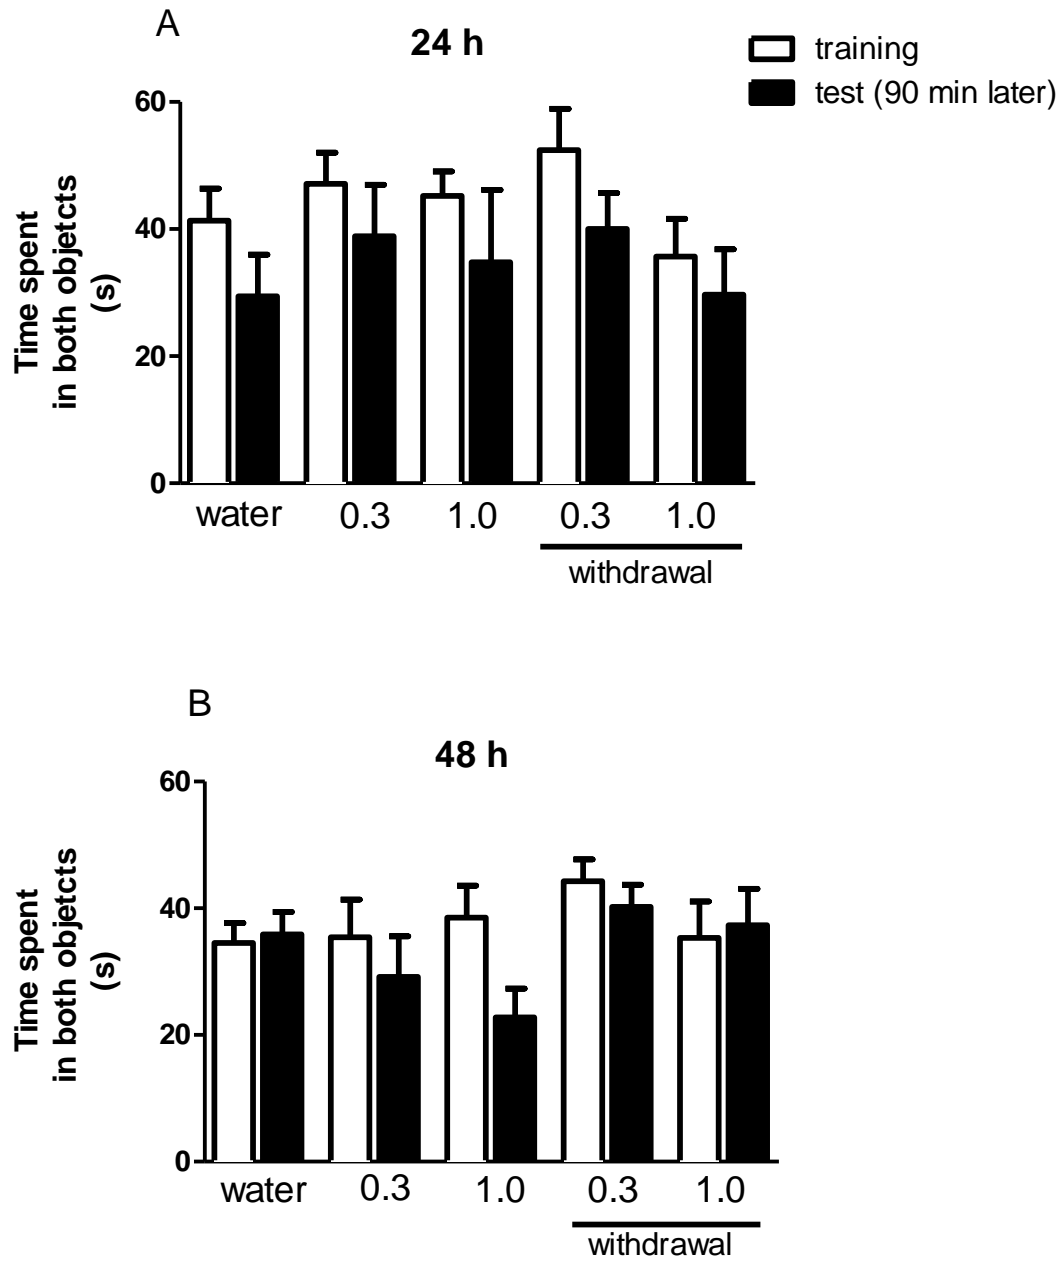 A
24 h
training
test (90 min later)
Time spent
in both objetcts
(s)
60
40
20
0
water 0.3 1.0 0.3 1.0
withdrawal
B
48 h
Time spent
in both objetcts
(s)
60
40
20
0
water 0.3 1.0 0.3 1.0
withdrawal